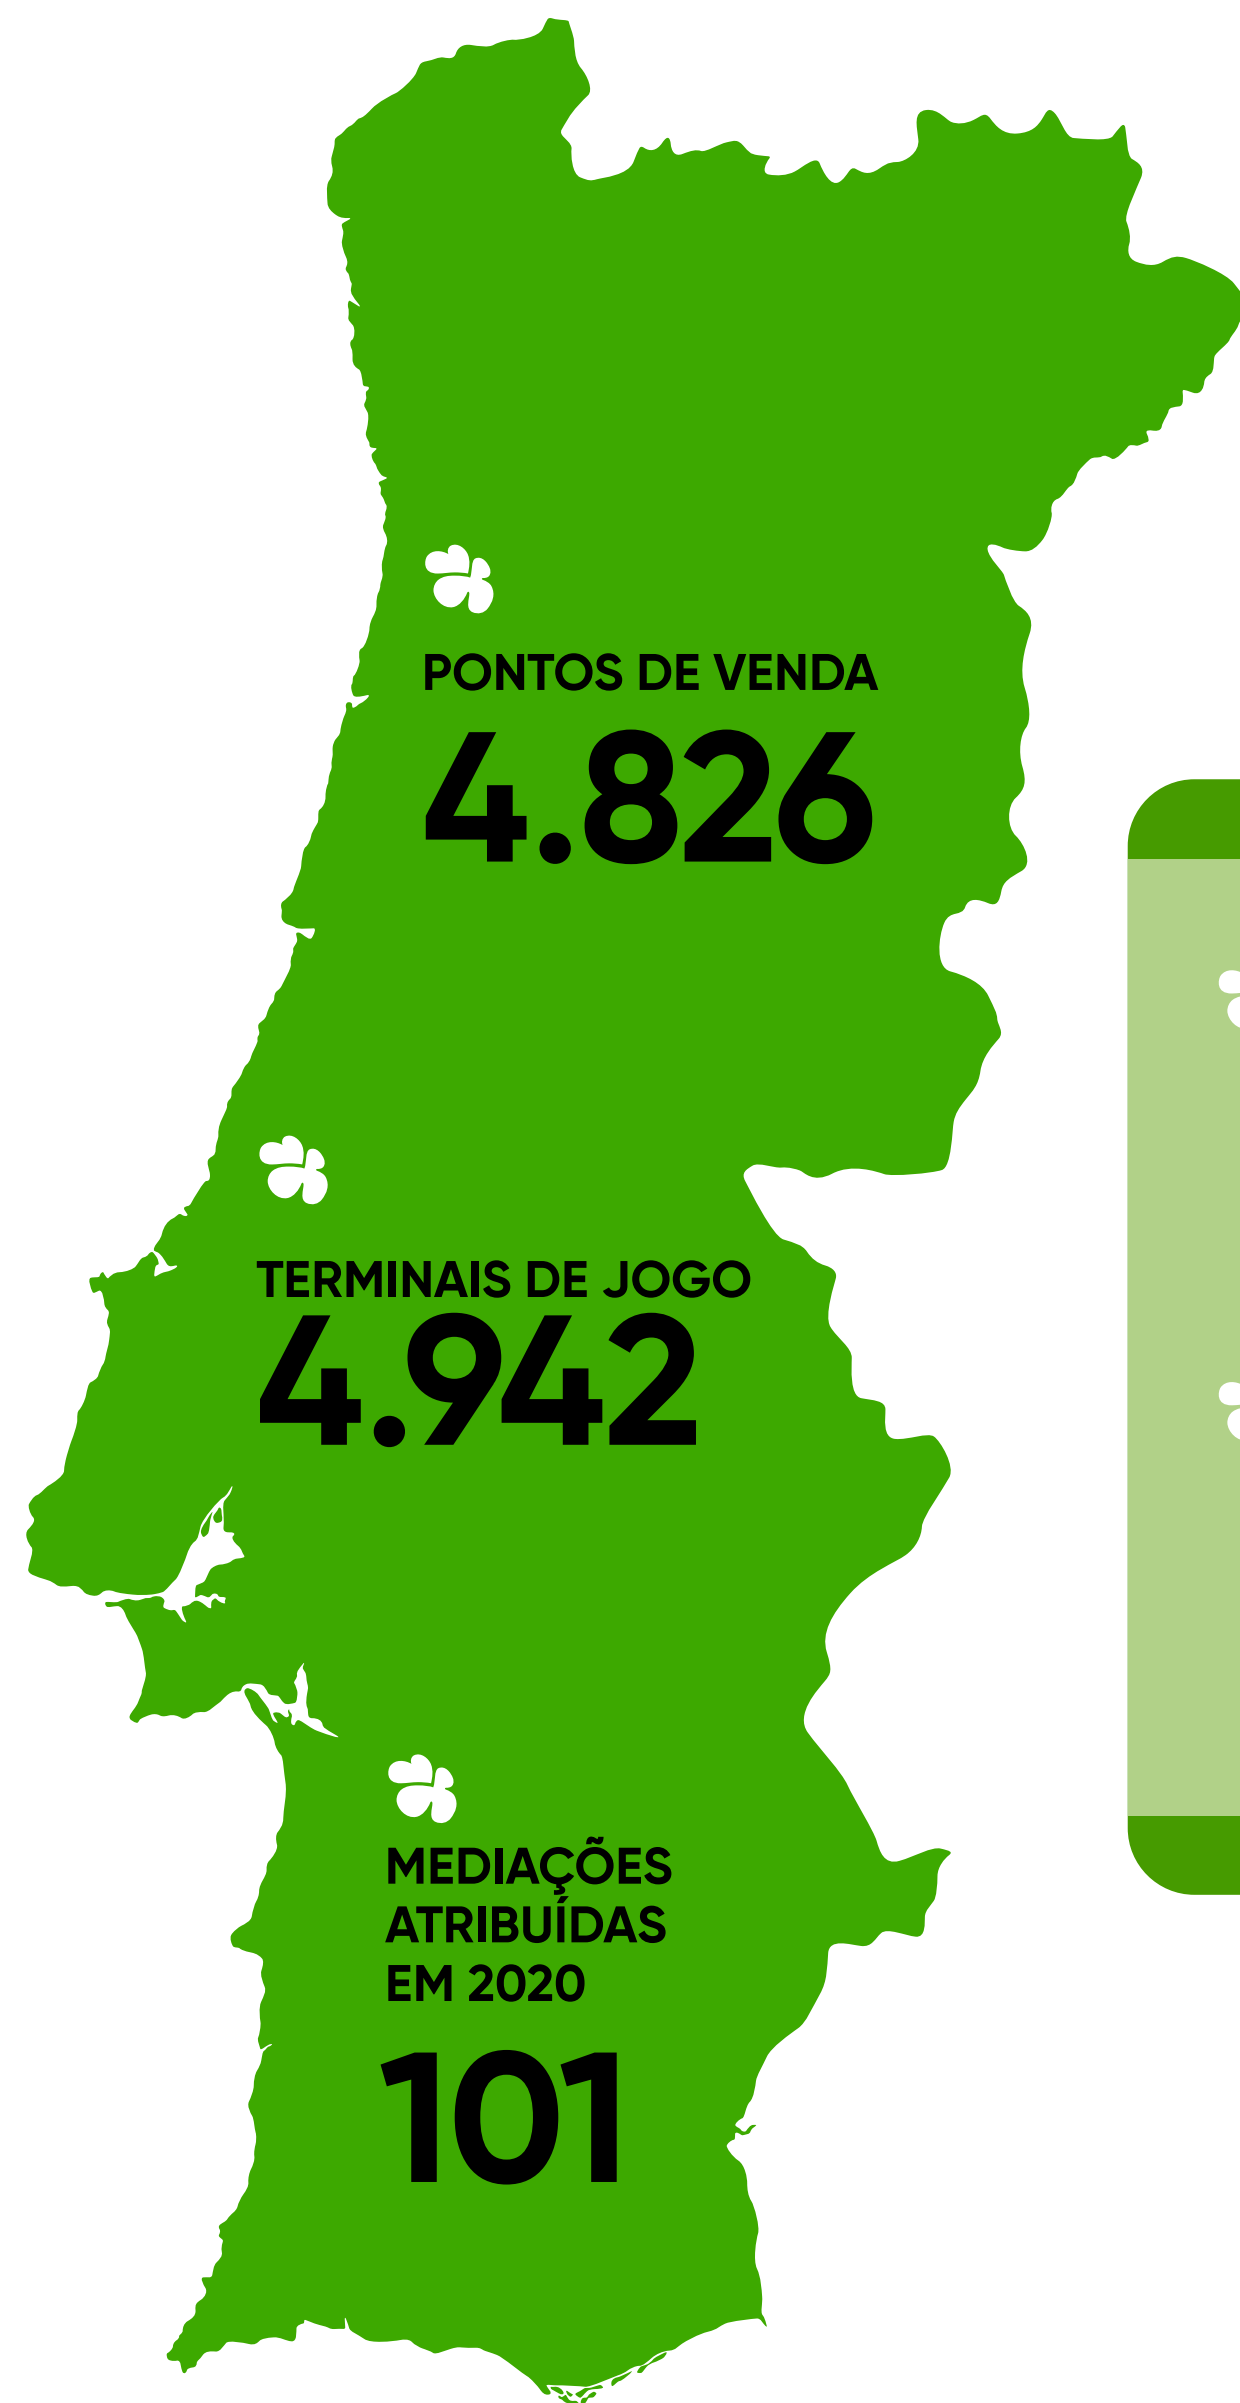 PONTOS DE VENDA
4.826
TERMINAIS DE JOGO
4.942
MEDIAÇÕES
ATRIBUÍDAS
EM 2020
101